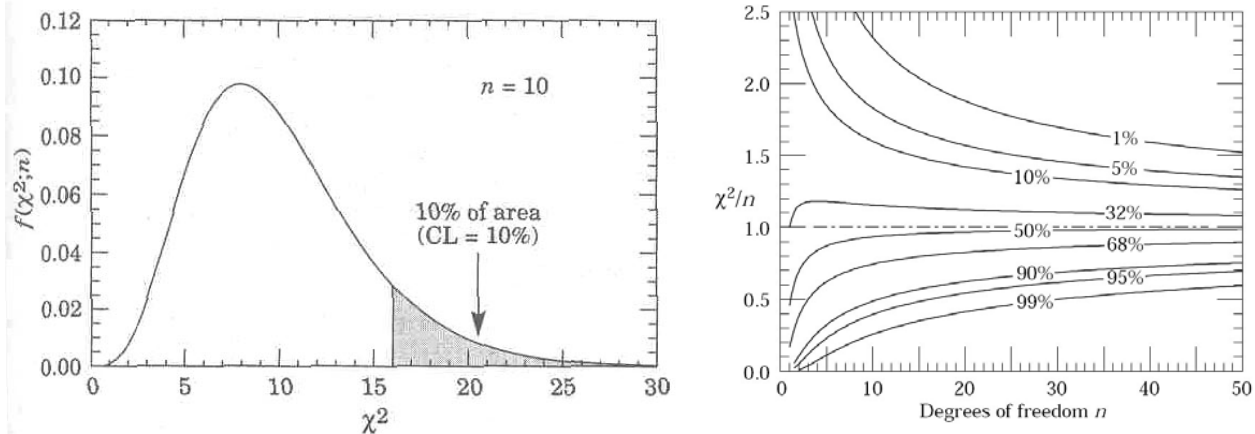 0.12
0.10
0.08
0.06
0.04
0.02
0.00
f(χ²;n)
n = 10
10% of area
(CL = 10%)
0 5 10 15 20 25 30
χ²
2.5
2.0
1.5
χ²/n
1.0
0.5
0.0
1%
5%
10%
32%
50%
68%
90%
95%
99%
0 10 20 30 40 50
Degrees of freedom n